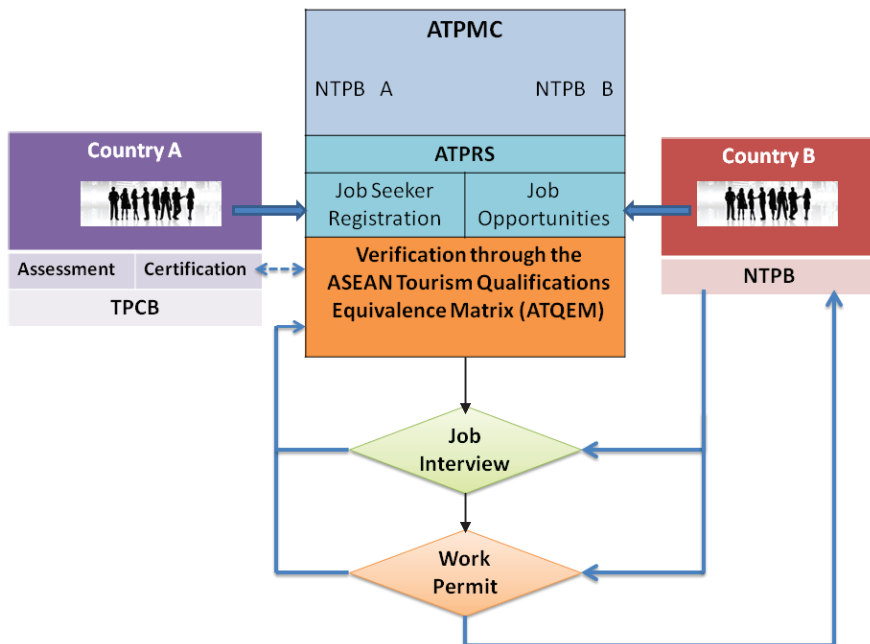 ATPMC
NTPB A
NTPB B
Country A
ATPRS
Country B
Job Seeker
Registration
Job
Opportunities
Assessment
Certification
TPCB
Verification through the
ASEAN Tourism Qualifications
Equivalence Matrix (ATQEM)
NTPB
Job
Interview
Work
Permit